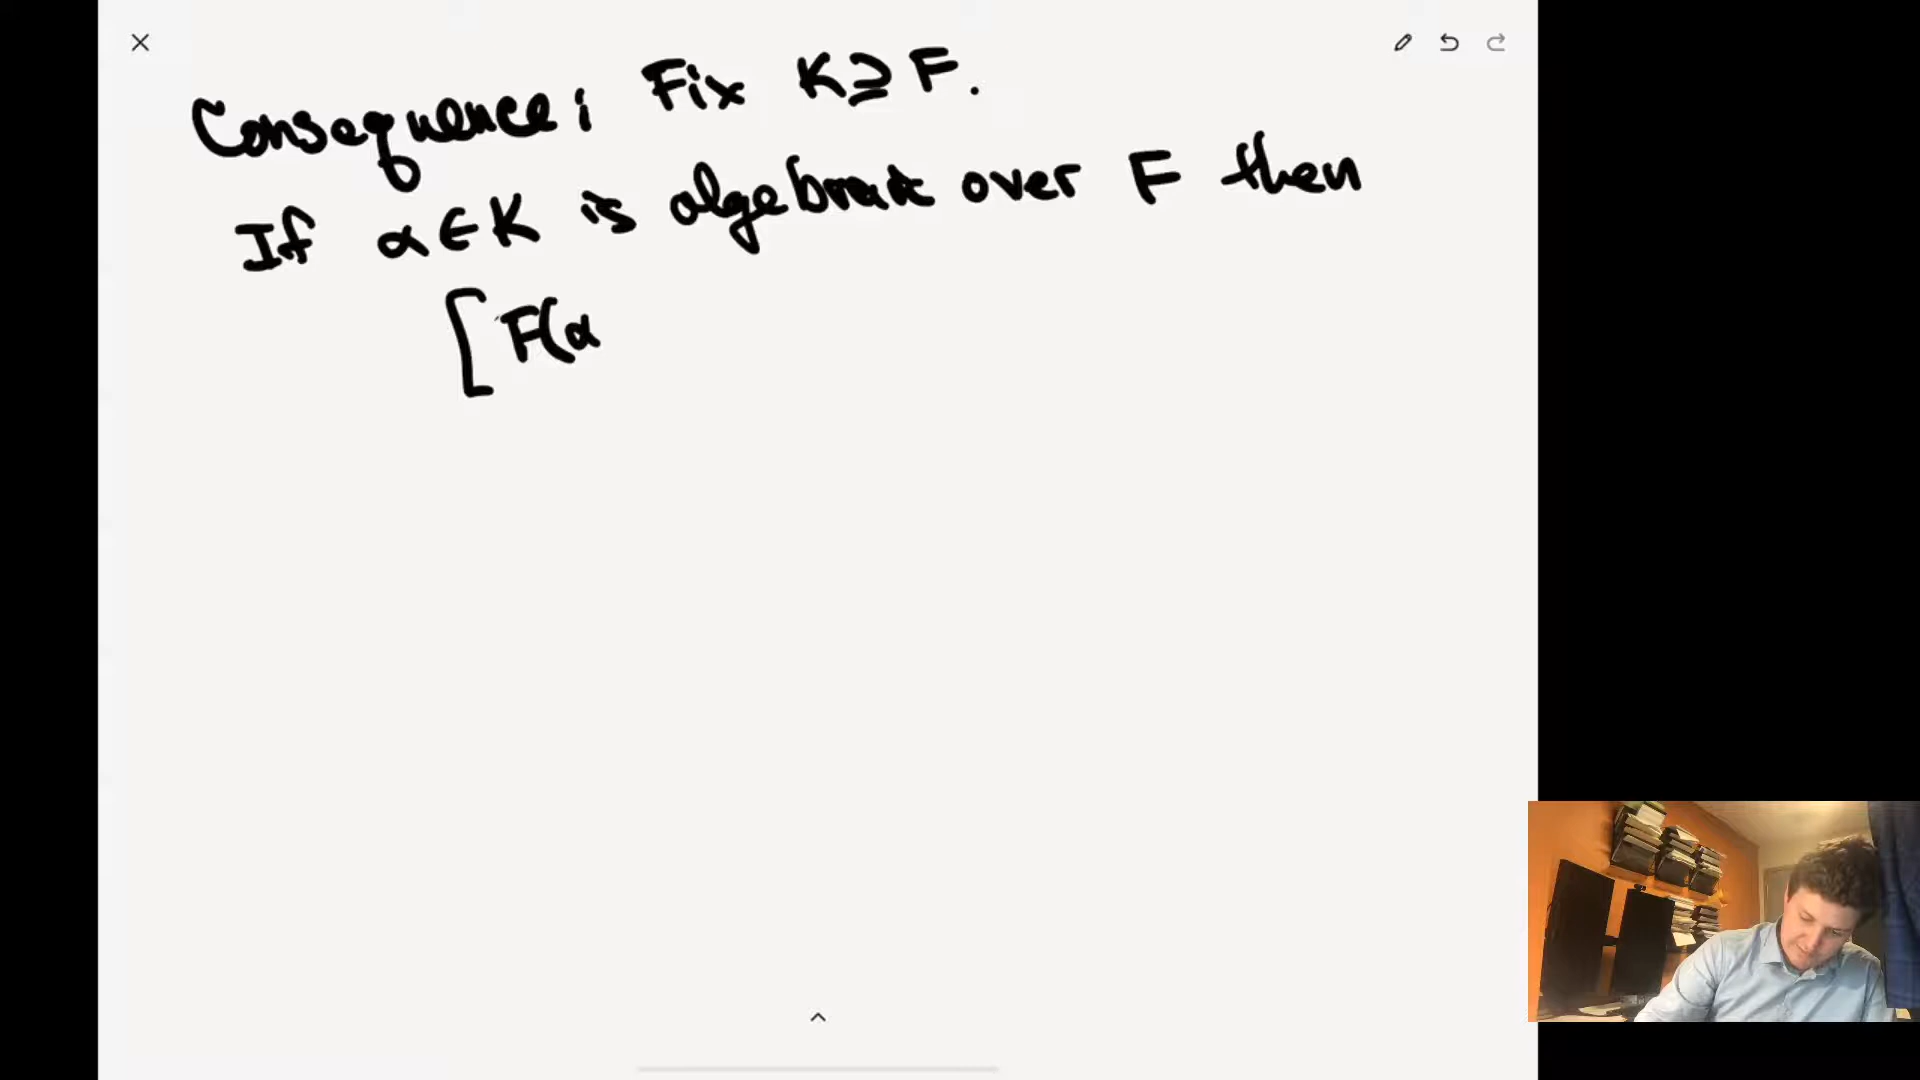 Consequence: Fix K ⊇ F.
If α ∈ K is algebraic over F then
[F(α